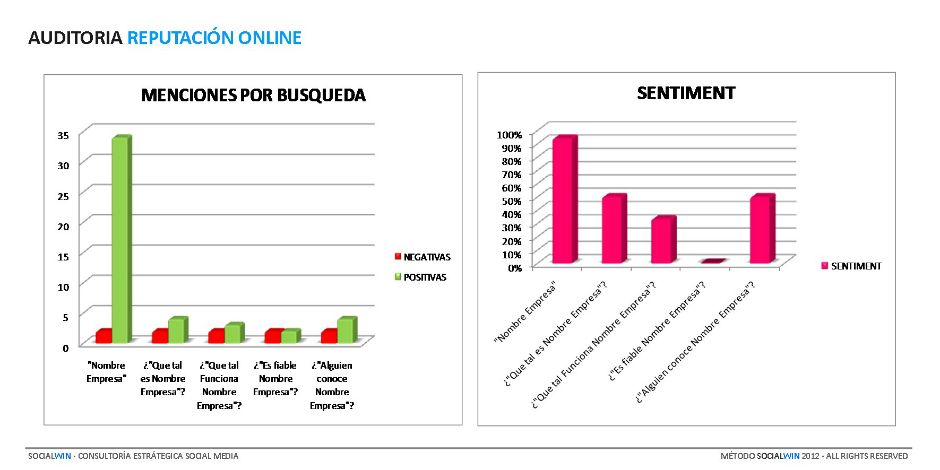 AUDITORIA REPUTACIÓN ONLINE
MENCIONES POR BUSQUEDA
35
30
25
20
15
10
5
0
"Nombre
Empresa"
¿"Que tal
es Nombre
Empresa"?
¿"Que tal
Funciona
Nombre
Empresa"?
¿"Es fiable
Nombre
Empresa"?
¿"Alguien
conoce
Nombre
Empresa"?
NEGATIVAS
POSITIVAS
SENTIMENT
100%
90%
80%
70%
60%
50%
40%
30%
20%
10%
0%
"Nombre Empresa"
¿"Que tal es Nombre Empresa"?
¿"Que tal Funciona Nombre Empresa"?
¿"Es fiable Nombre Empresa"?
¿"Alguien conoce Nombre Empresa"?
SENTIMENT
SOCIALWIN - CONSULTORÍA ESTRÁTEGICA SOCIAL MEDIA
MÉTODO SOCIALWIN 2012 - ALL RIGHTS RESERVED